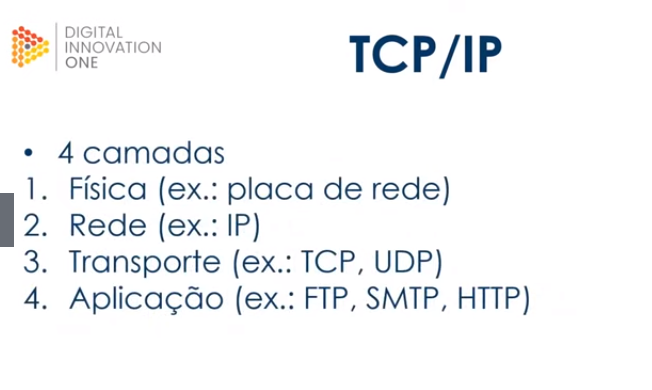 DIGITAL
INNOVATION
ONE
TCP/IP
• 4 camadas
1. Física (ex.: placa de rede)
2. Rede (ex.: IP)
3. Transporte (ex.: TCP, UDP)
4. Aplicação (ex.: FTP, SMTP, HTTP)